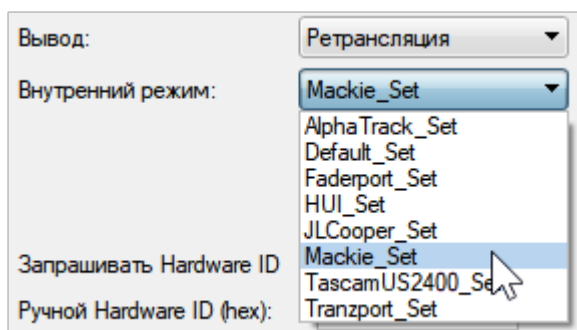 Вывод: Ретрансляция
Внутренний режим: Mackie_Set
AlphaTrack_Set
Default_Set
Faderport_Set
HUI_Set
JLCooper_Set
Mackie_Set
Запрашивать Hardware ID
TascamUS2400_Se
Ручной Hardware ID (hex):
Tranzport_Set